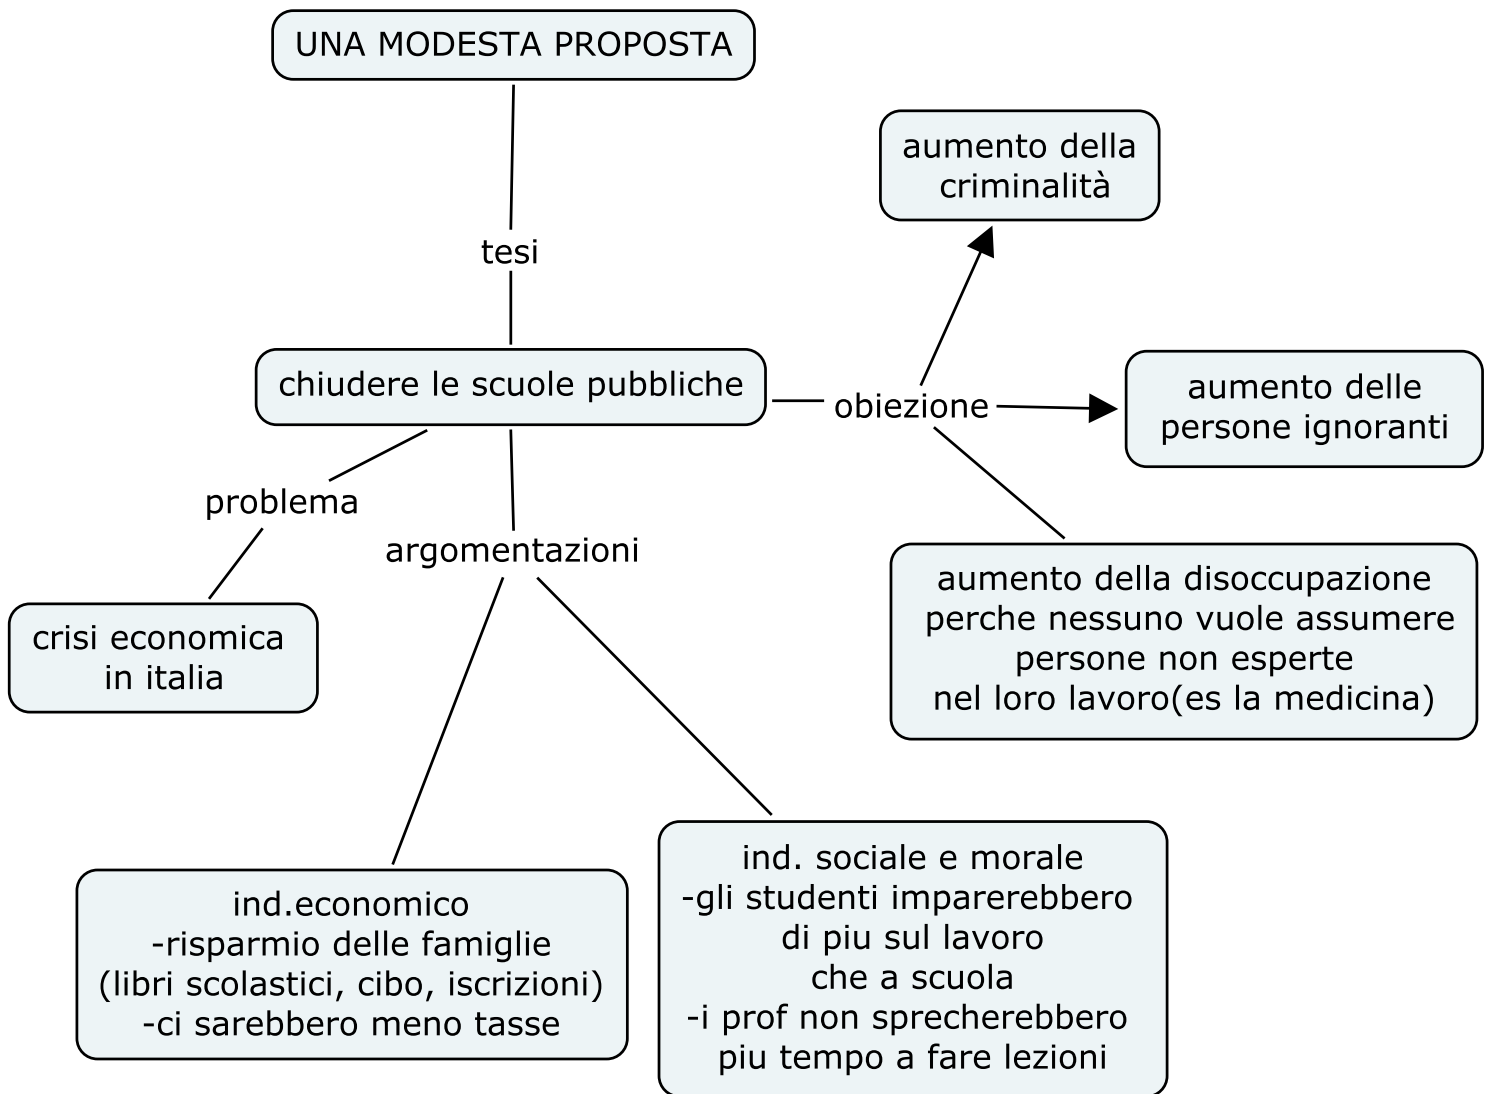 UNA MODESTA PROPOSTA
tesi
chiudere le scuole pubbliche
obiezione
aumento della
criminalità
aumento delle
persone ignoranti
aumento della disoccupazione
perche nessuno vuole assumere
persone non esperte
nel loro lavoro(es la medicina)
problema
crisi economica
in italia
argomentazioni
ind.economico
-risparmio delle famiglie
(libri scolastici, cibo, iscrizioni)
-ci sarebbero meno tasse
ind. sociale e morale
-gli studenti imparerebbero
di piu sul lavoro
che a scuola
-i prof non sprecherebbero
piu tempo a fare lezioni